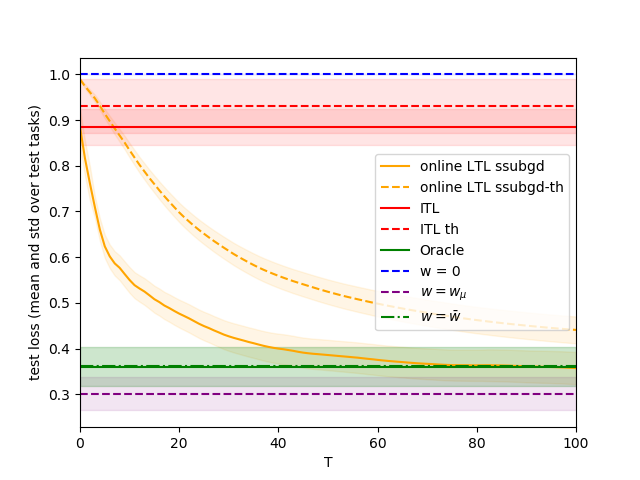 test loss (mean and std over test tasks)
1.0
0.9
0.8
0.7
0.6
0.5
0.4
0.3
online LTL ssubgd
online LTL ssubgd-th
ITL
ITL th
Oracle
w = 0
w = w_μ
w = w̄
0 20 40 60 80 100
T